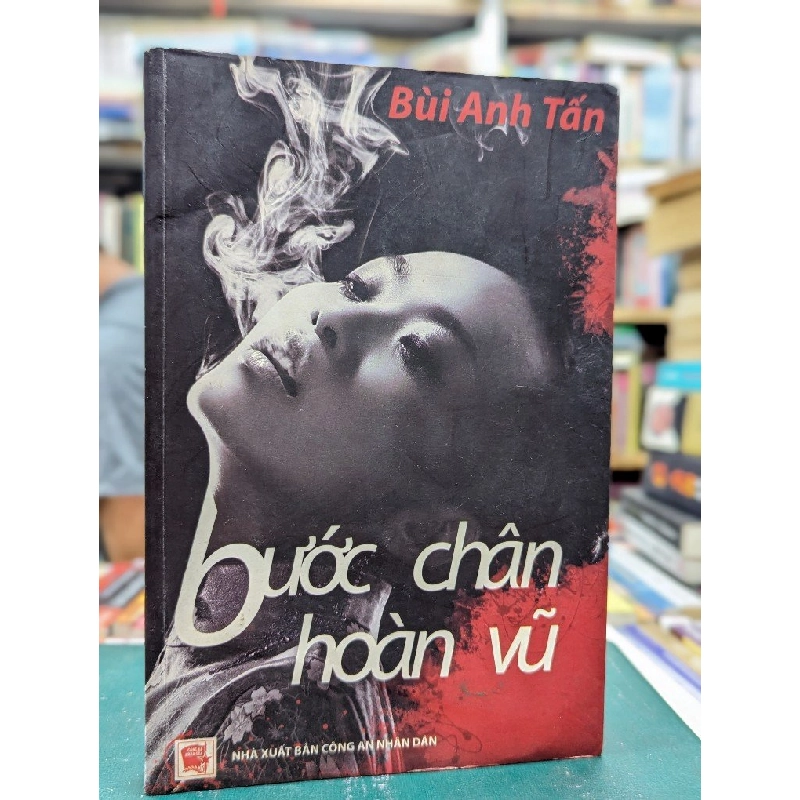 Bùi Anh Tấn
bước chân
hoàn vũ
NHÀ XUẤT BẢN CÔNG AN NHÂN DÂN